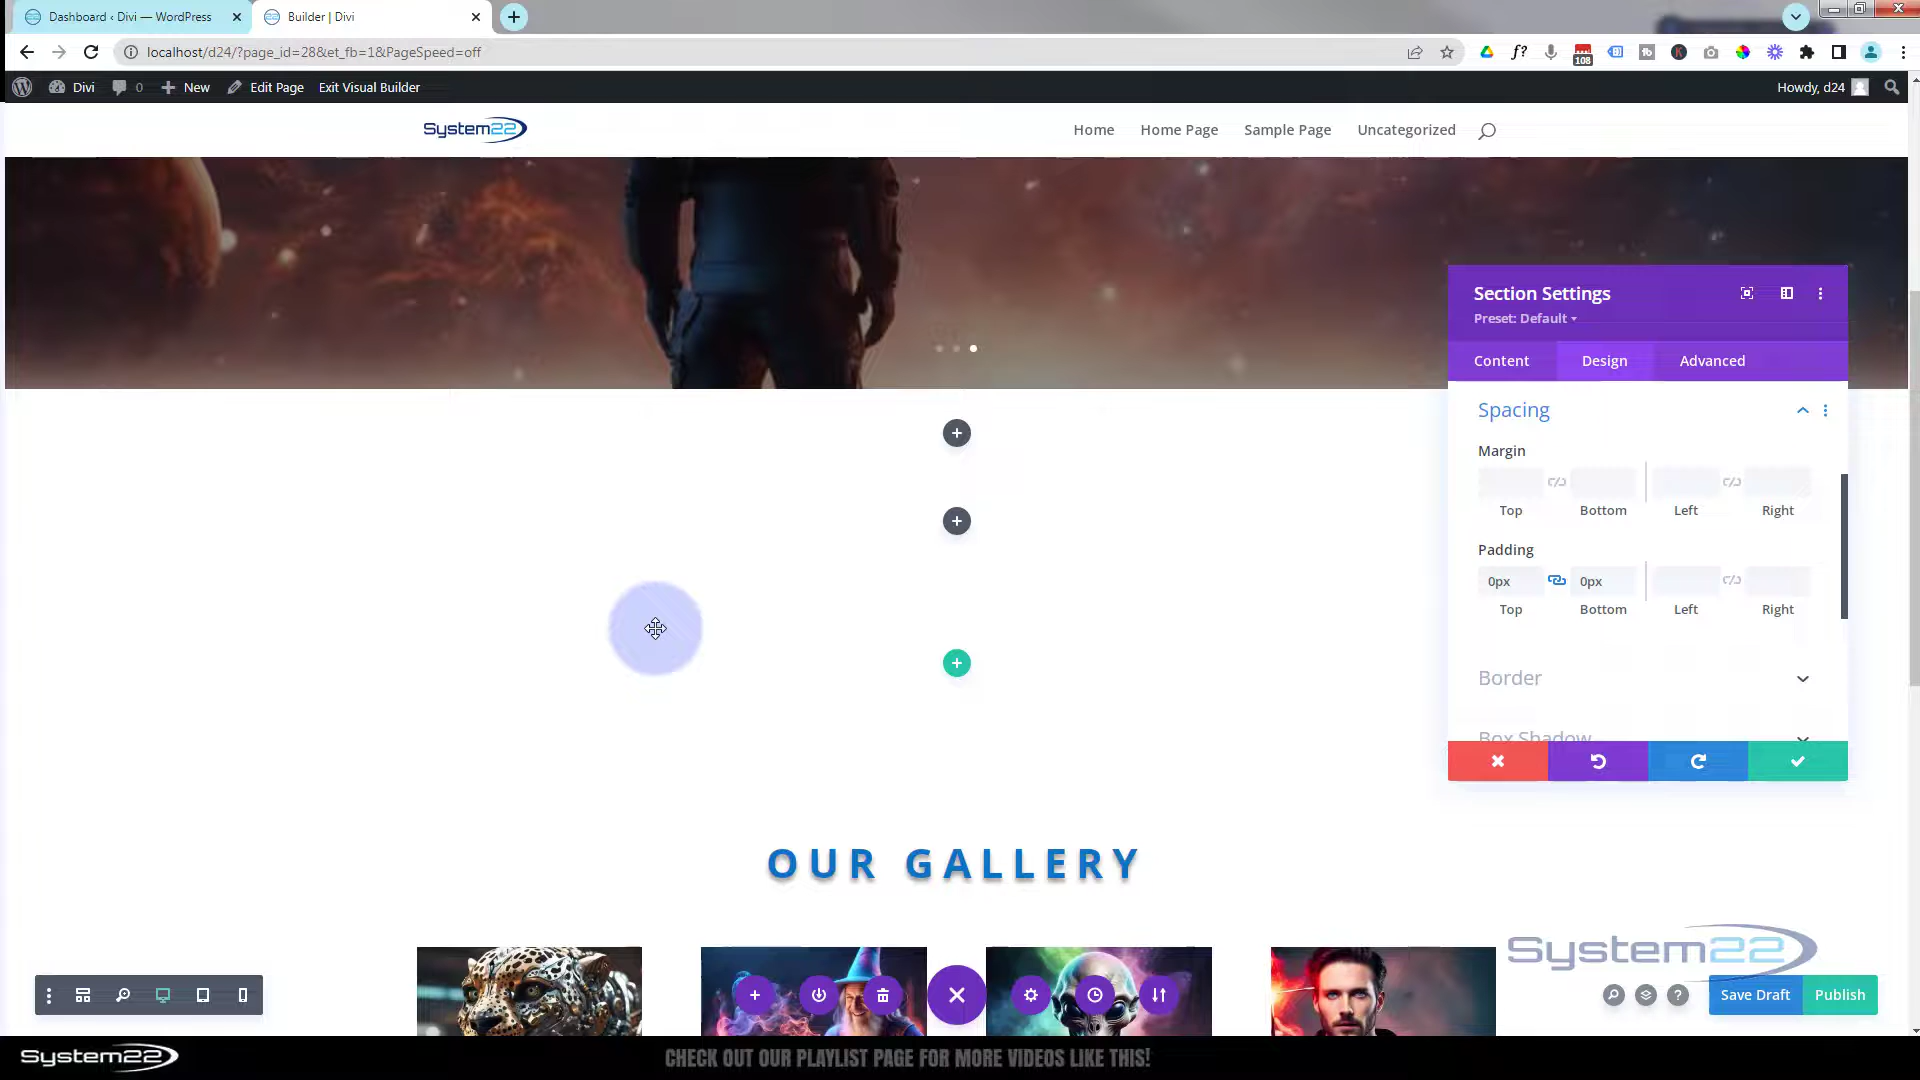 Dashboard ‹ Divi — WordPress
Builder | Divi
localhost/d24/?page_id=28&et_fb=1&PageSpeed=off
f?
108
Divi
0
New
Edit Page
Exit Visual Builder
Howdy, d24
System22
Home
Home Page
Sample Page
Uncategorized
Section Settings
Preset: Default
Content
Design
Advanced
Spacing
Margin
Top
Bottom
Left
Right
Padding
0px
0px
Top
Bottom
Left
Right
Border
Box Shadow
OUR GALLERY
System22
Save Draft
Publish
System22
CHECK OUT OUR PLAYLIST PAGE FOR MORE VIDEOS LIKE THIS!